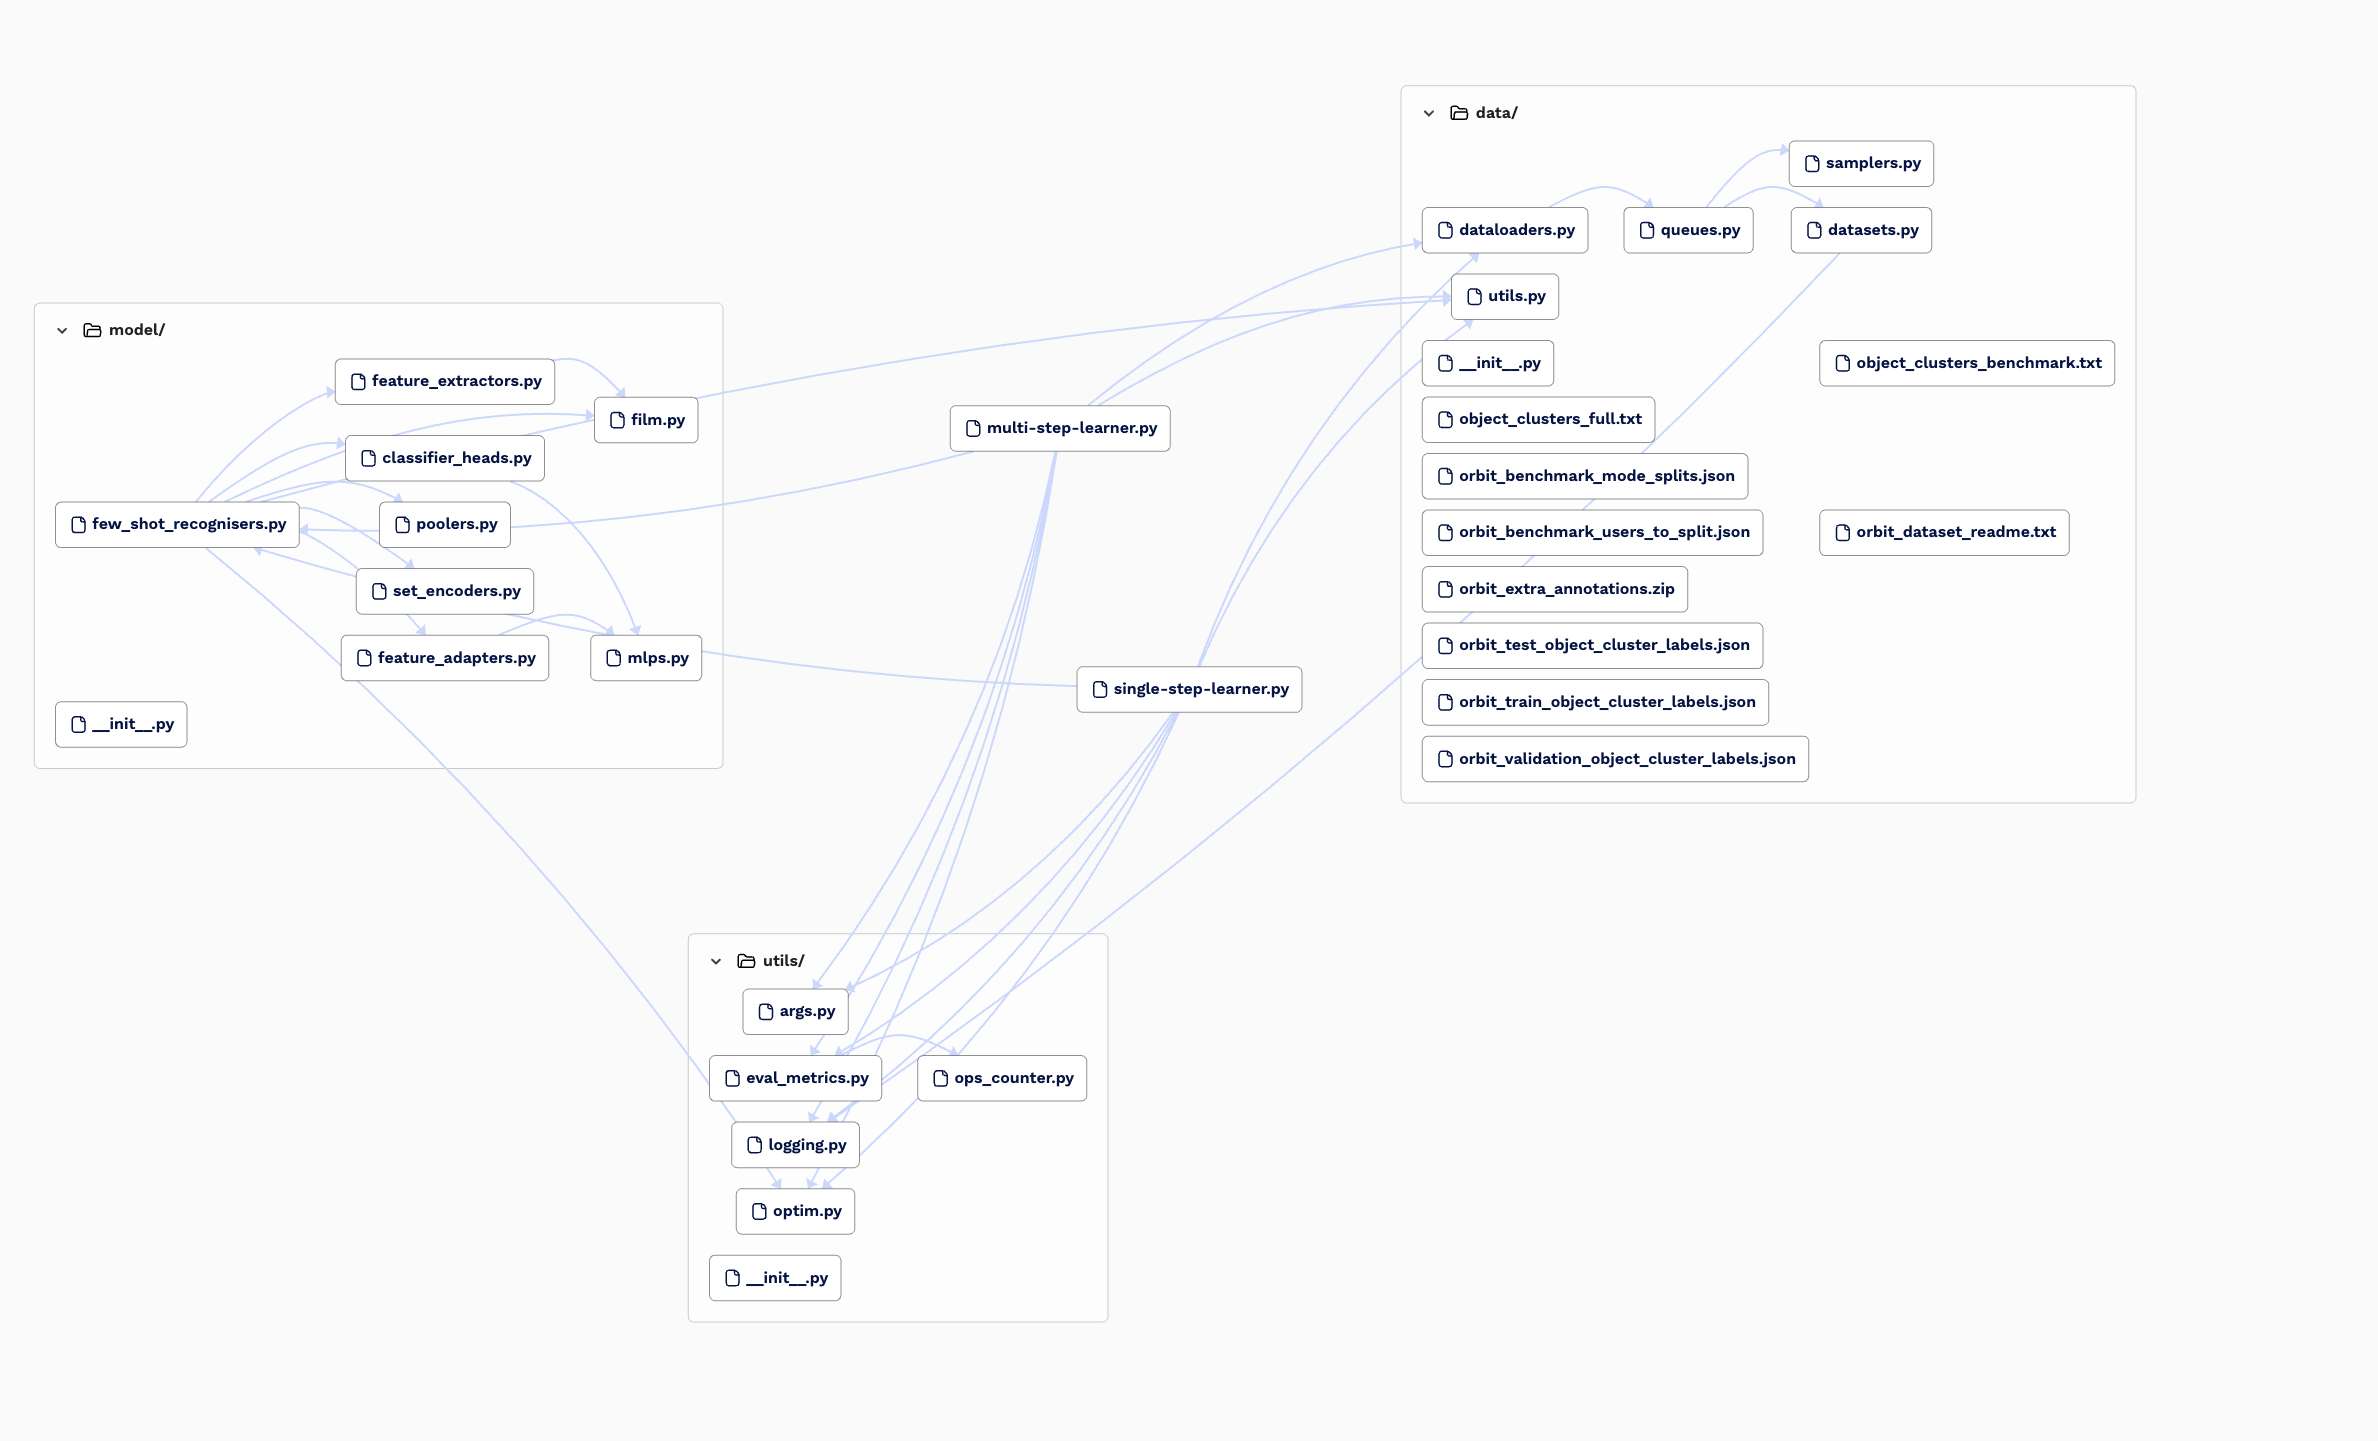 data/
samplers.py
dataloaders.py
queues.py
datasets.py
utils.py
__init__.py
object_clusters_benchmark.txt
object_clusters_full.txt
orbit_benchmark_mode_splits.json
orbit_benchmark_users_to_split.json
orbit_dataset_readme.txt
orbit_extra_annotations.zip
orbit_test_object_cluster_labels.json
orbit_train_object_cluster_labels.json
orbit_validation_object_cluster_labels.json
model/
feature_extractors.py
film.py
classifier_heads.py
few_shot_recognisers.py
poolers.py
set_encoders.py
feature_adapters.py
mlps.py
__init__.py
multi-step-learner.py
single-step-learner.py
utils/
args.py
eval_metrics.py
ops_counter.py
logging.py
optim.py
__init__.py